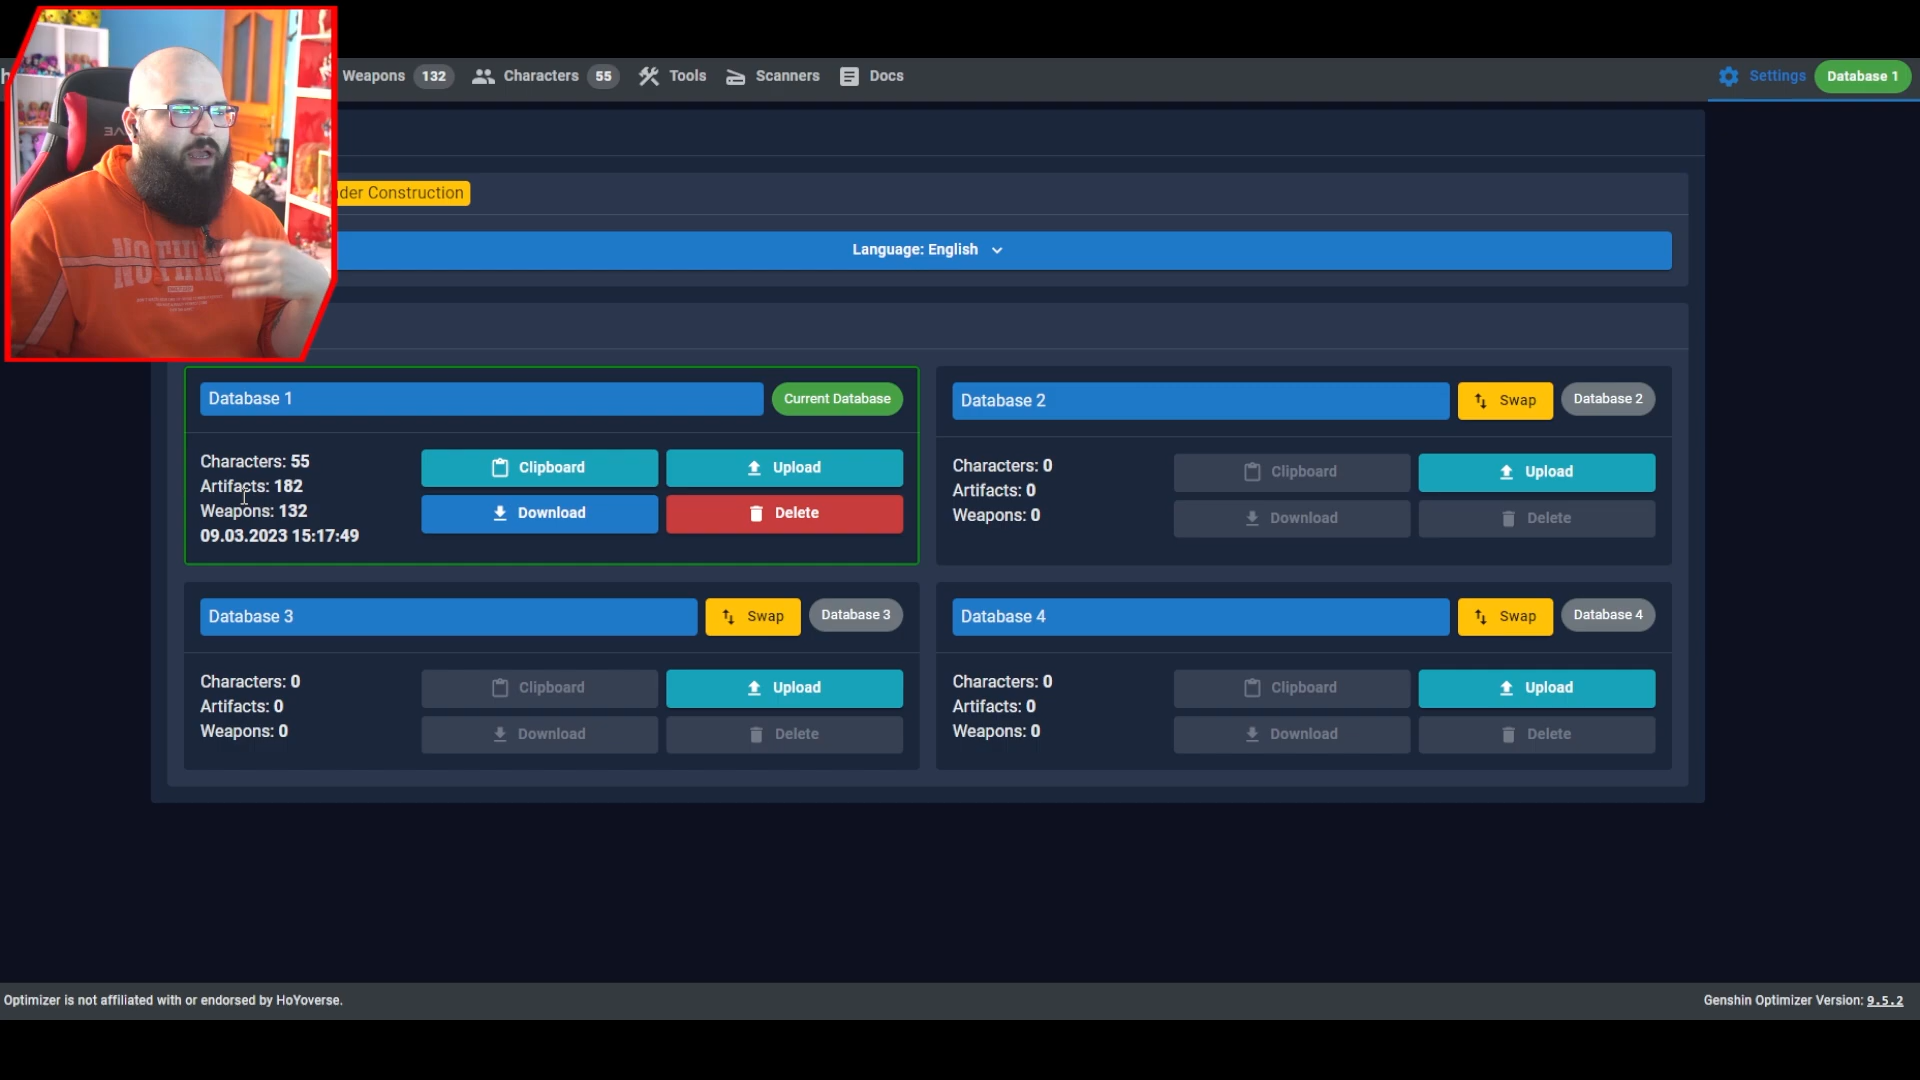 Weapons 132 Characters 55 Tools Scanners Docs Settings Database 1
der Construction
Language: English
Database 1 Current Database
Characters: 55
Artifacts: 182
Weapons: 132
09.03.2023 15:17:49
Clipboard Upload
Download Delete
Database 2 Swap Database 2
Characters: 0
Artifacts: 0
Weapons: 0
Clipboard Upload
Download Delete
Database 3 Swap Database 3
Characters: 0
Artifacts: 0
Weapons: 0
Clipboard Upload
Download Delete
Database 4 Swap Database 4
Characters: 0
Artifacts: 0
Weapons: 0
Clipboard Upload
Download Delete
Optimizer is not affiliated with or endorsed by HoYoverse.
Genshin Optimizer Version: 9.5.2